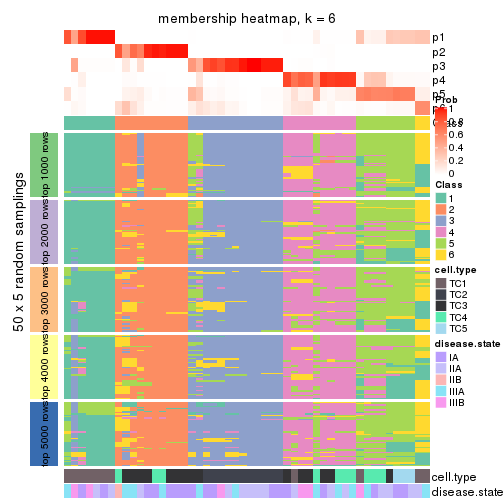 membership heatmap, k = 6
p1
p2
p3
p4
p5
p6
Prob
1
0.8
0.6
0.4
0.2
0
Class
Class
1
2
3
4
5
6
cell.type
TC1
TC2
TC3
TC4
TC5
disease.state
IA
IIA
IIB
IIIA
IIIB
50 x 5 random samplings
top 1000 rows
top 2000 rows
top 3000 rows
top 4000 rows
top 5000 rows
cell.type
disease.state